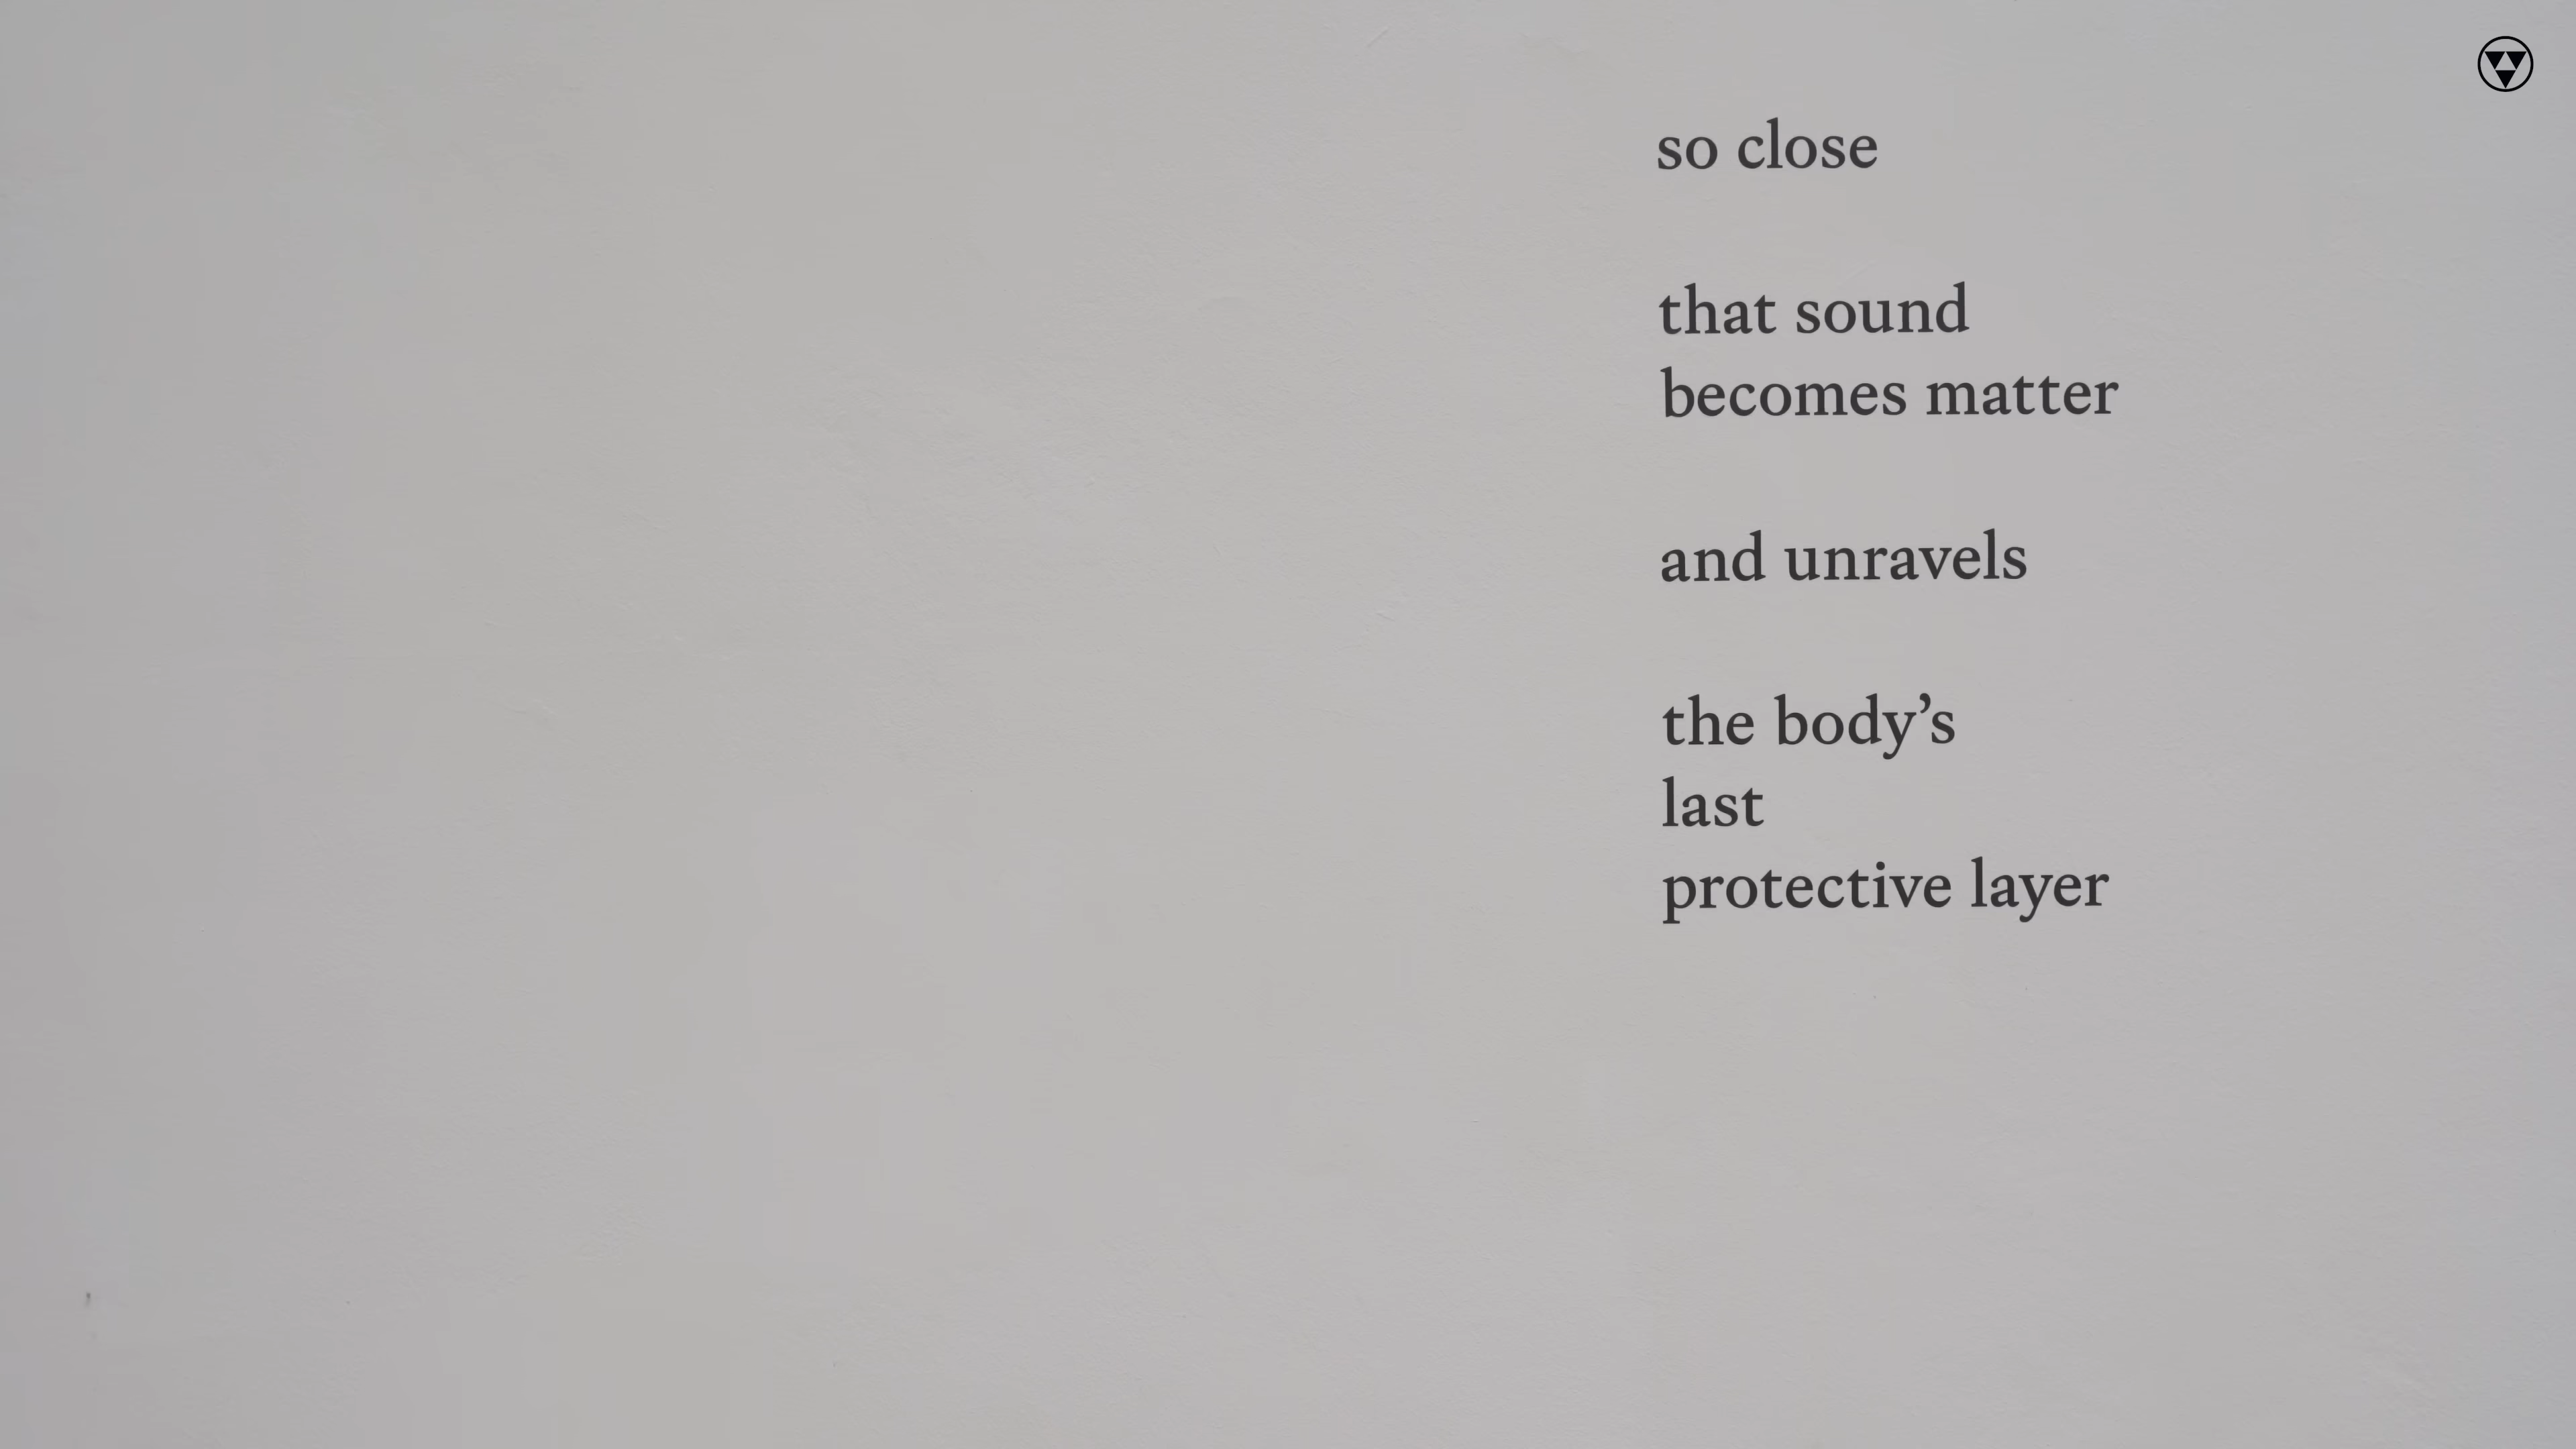 so close
that sound
becomes matter
and unravels
the body’s
last
protective layer